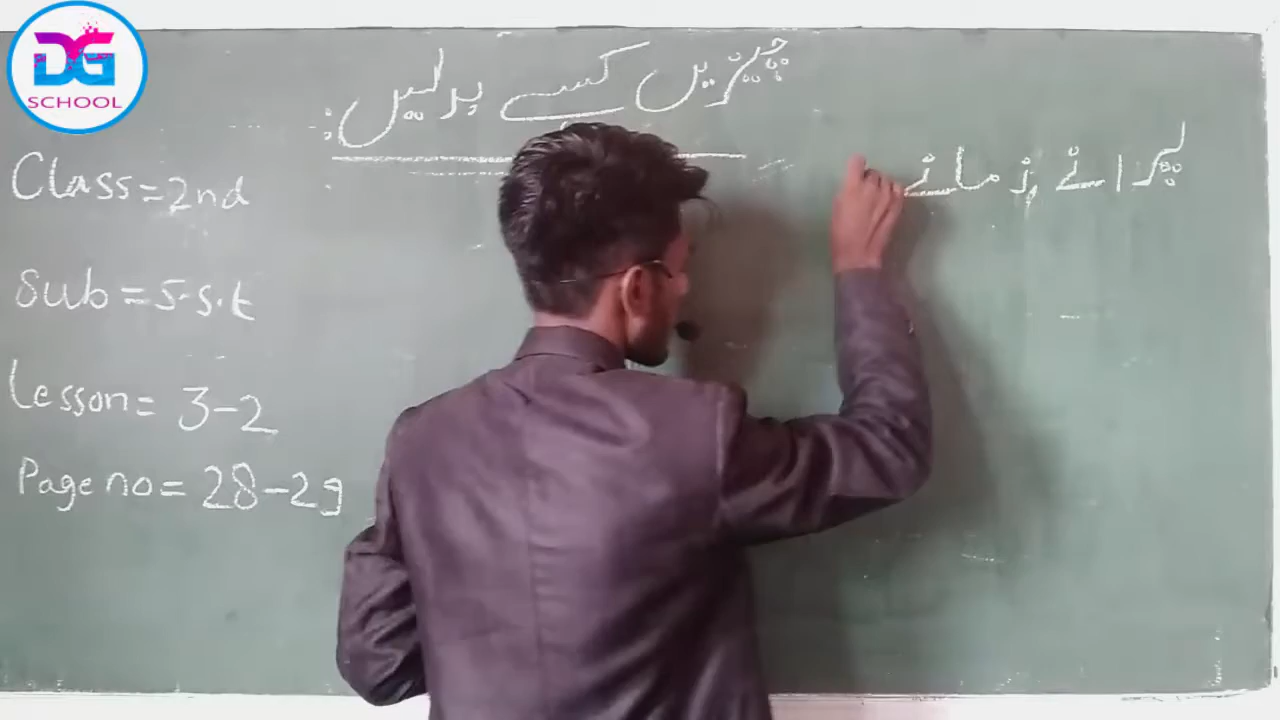 DG
SCHOOL
چیزیں کیسے بدلیں:
Class = 2nd
Sub = S.S.t
Lesson = 3-2
Page no = 28-29
پرانے زمانے